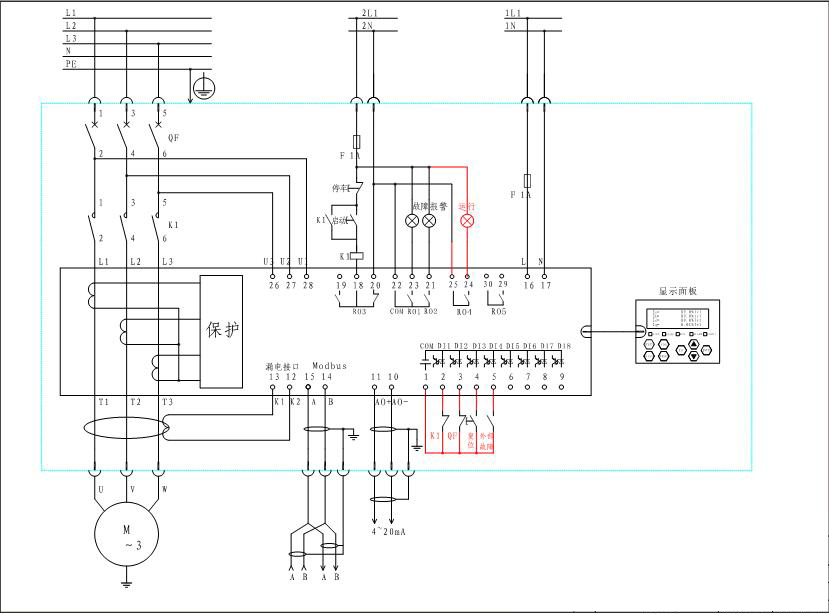 L1
L2
L3
N
PE
2L1
2N
1L1
1N
1 3 5
QF
2 4 6
F 1A
F 1A
停车
K1 启动
故障报警
运行
1 3 5
K1
2 4 6
K1
L1 L2 L3
U3 U2 U1
L N
26 27 28
19 18 20
22 23 21
25 24
30 29
16 17
RO3
COM RO1 RO2
RO4
RO5
保护
显示面板
漏电接口 Modbus
COM DI1 DI2 DI3 DI4 DI5 DI6 DI7 DI8
13 12 15 14
11 10
1 2 3 4 5 6 7 8 9
T1 T2 T3
K1 K2 A B
AO+ AO-
K1 QF 复位 外部故障
U V W
M
~3
4~20mA
A B A B